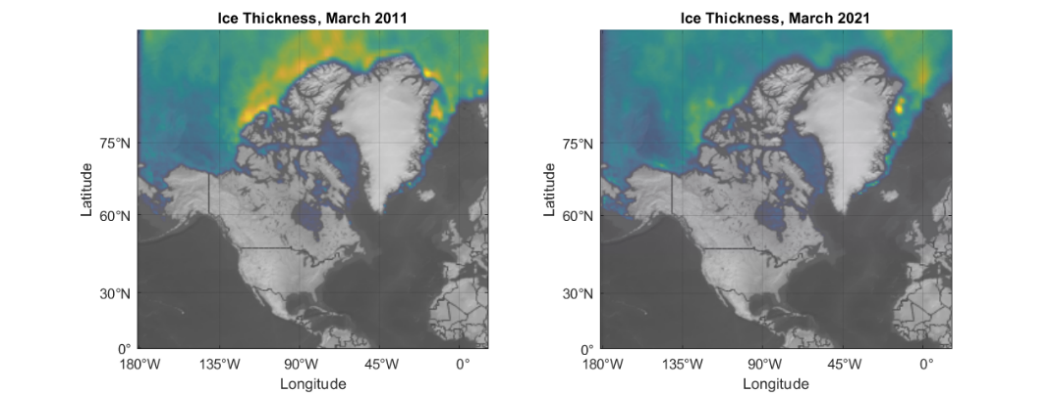 Ice Thickness, March 2011
75°N
60°N
30°N
0°
Latitude
180°W 135°W 90°W 45°W 0°
Longitude
Ice Thickness, March 2021
75°N
60°N
30°N
0°
Latitude
180°W 135°W 90°W 45°W 0°
Longitude